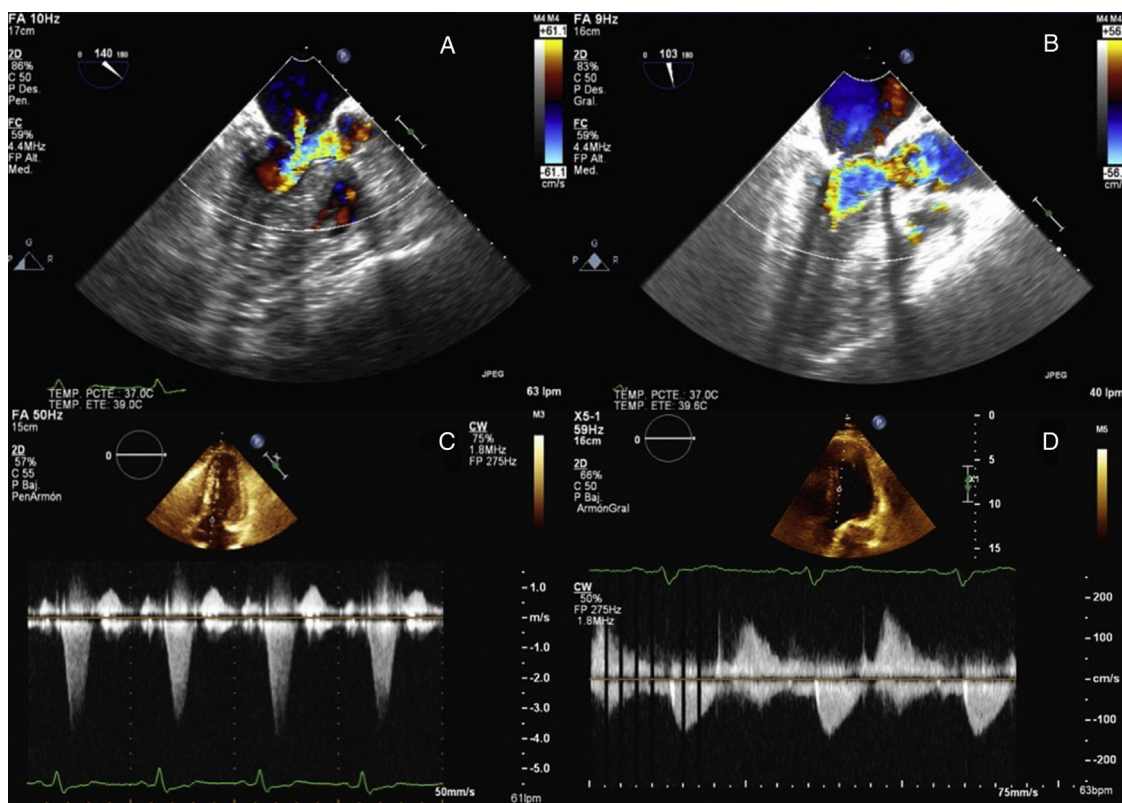 FA 10Hz
17cm
2D
86%
C 50
P Des.
Pen.
FC
59%
4.4MHz
FP Alt.
Med.
0 140 180
P
A
M4 M4
+61.1
-61.1
cm/s
G
P R
JPEG
TEMP. PCTE.: 37.0C
TEMP. ETE: 39.0C
63 lpm
FA 9Hz
16cm
2D
83%
C 50
P Des.
Gral.
FC
59%
4.4MHz
FP Alt.
Med.
0 103 180
P
B
M4 M4
+56.
-56.
cm/s
G
P R
JPEG
TEMP. PCTE.: 37.0C
TEMP. ETE: 39.6C
40 lpm
FA 50Hz
15cm
2D
57%
C 55
P Baj.
PenArmón
0
P
X
CW
75%
1.8MHz
FP 275Hz
C
M3
1.0
m/s
-1.0
-2.0
-3.0
-4.0
-5.0
50mm/s
61lpm
X5-1
59Hz
16cm
2D
66%
C 50
P Baj.
ArmónGral
0
P
D
0
5
10
15
M5
CW
50%
FP 275Hz
1.8MHz
200
100
cm/s
-100
-200
75mm/s
63bpm